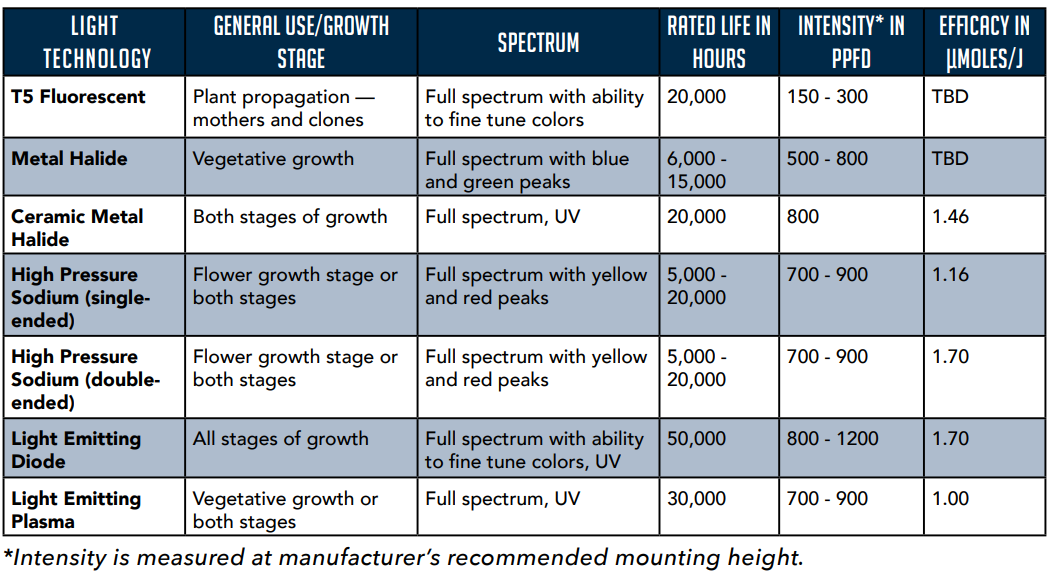 LIGHT TECHNOLOGY | GENERAL USE/GROWTH STAGE | SPECTRUM | RATED LIFE IN HOURS | INTENSITY* IN PPFD | EFFICACY IN µMOLES/J
T5 Fluorescent | Plant propagation — mothers and clones | Full spectrum with ability to fine tune colors | 20,000 | 150 - 300 | TBD
Metal Halide | Vegetative growth | Full spectrum with blue and green peaks | 6,000 - 15,000 | 500 - 800 | TBD
Ceramic Metal Halide | Both stages of growth | Full spectrum, UV | 20,000 | 800 | 1.46
High Pressure Sodium (single-ended) | Flower growth stage or both stages | Full spectrum with yellow and red peaks | 5,000 - 20,000 | 700 - 900 | 1.16
High Pressure Sodium (double-ended) | Flower growth stage or both stages | Full spectrum with yellow and red peaks | 5,000 - 20,000 | 700 - 900 | 1.70
Light Emitting Diode | All stages of growth | Full spectrum with ability to fine tune colors, UV | 50,000 | 800 - 1200 | 1.70
Light Emitting Plasma | Vegetative growth or both stages | Full spectrum, UV | 30,000 | 700 - 900 | 1.00
*Intensity is measured at manufacturer's recommended mounting height.